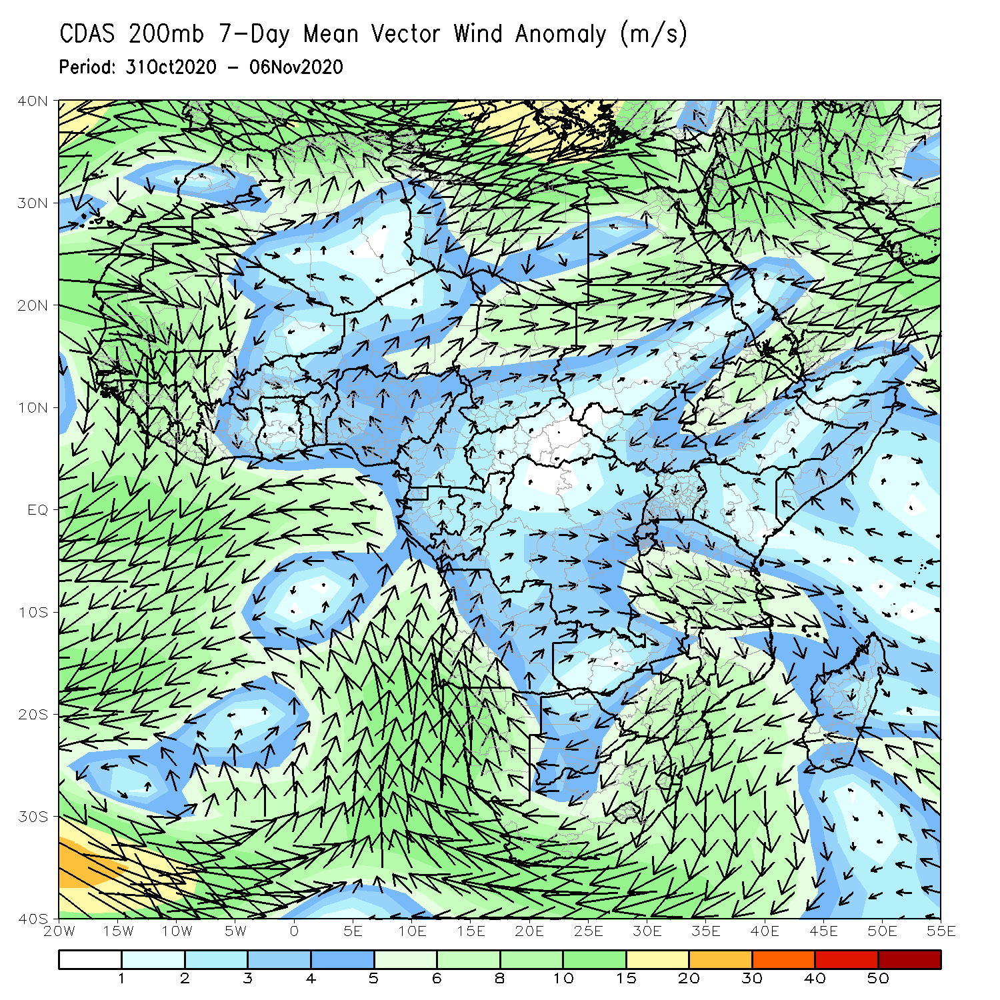 CDAS 200mb 7-Day Mean Vector Wind Anomaly (m/s)
Period: 31Oct2020 - 06Nov2020
40N
30N
20N
10N
EQ
10S
20S
30S
40S
20W 15W 10W 5W 0 5E 10E 15E 20E 25E 30E 35E 40E 45E 50E 55E
1 2 3 4 5 6 8 10 15 20 30 40 50